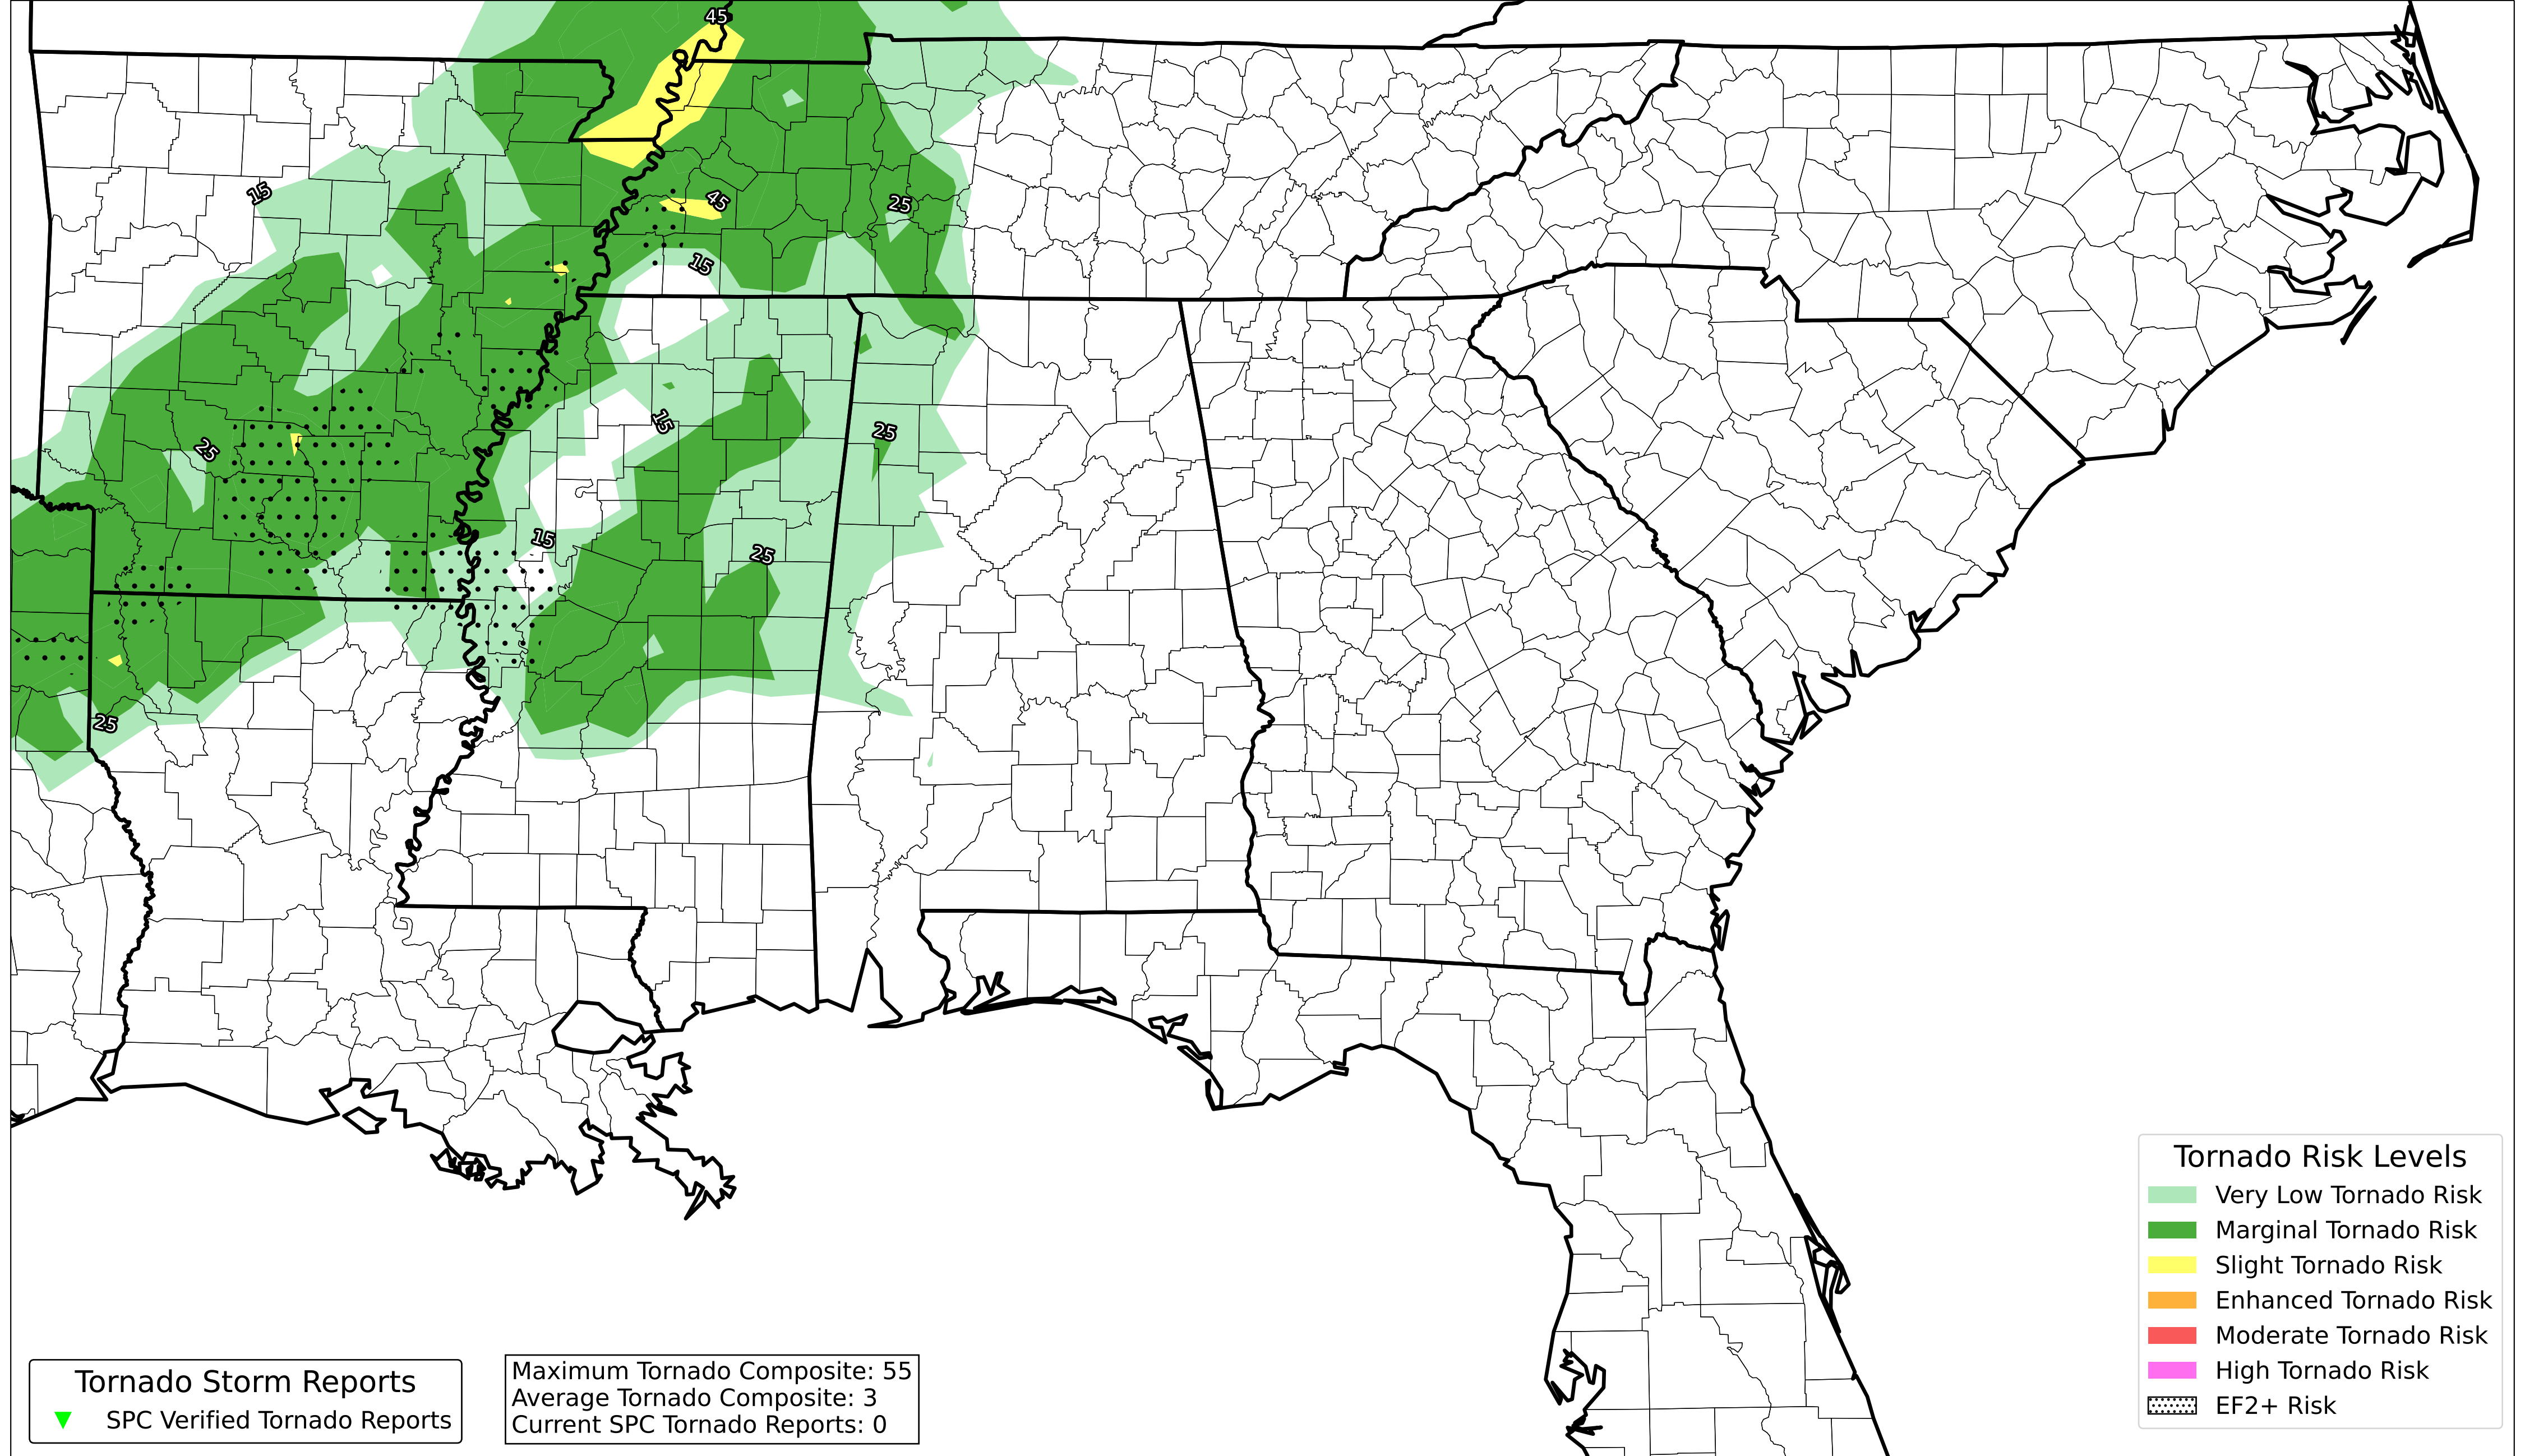 45
15
45
25
15
15
25
25
15
25
25
Tornado Storm Reports
SPC Verified Tornado Reports
Maximum Tornado Composite: 55
Average Tornado Composite: 3
Current SPC Tornado Reports: 0
Tornado Risk Levels
Very Low Tornado Risk
Marginal Tornado Risk
Slight Tornado Risk
Enhanced Tornado Risk
Moderate Tornado Risk
High Tornado Risk
EF2+ Risk